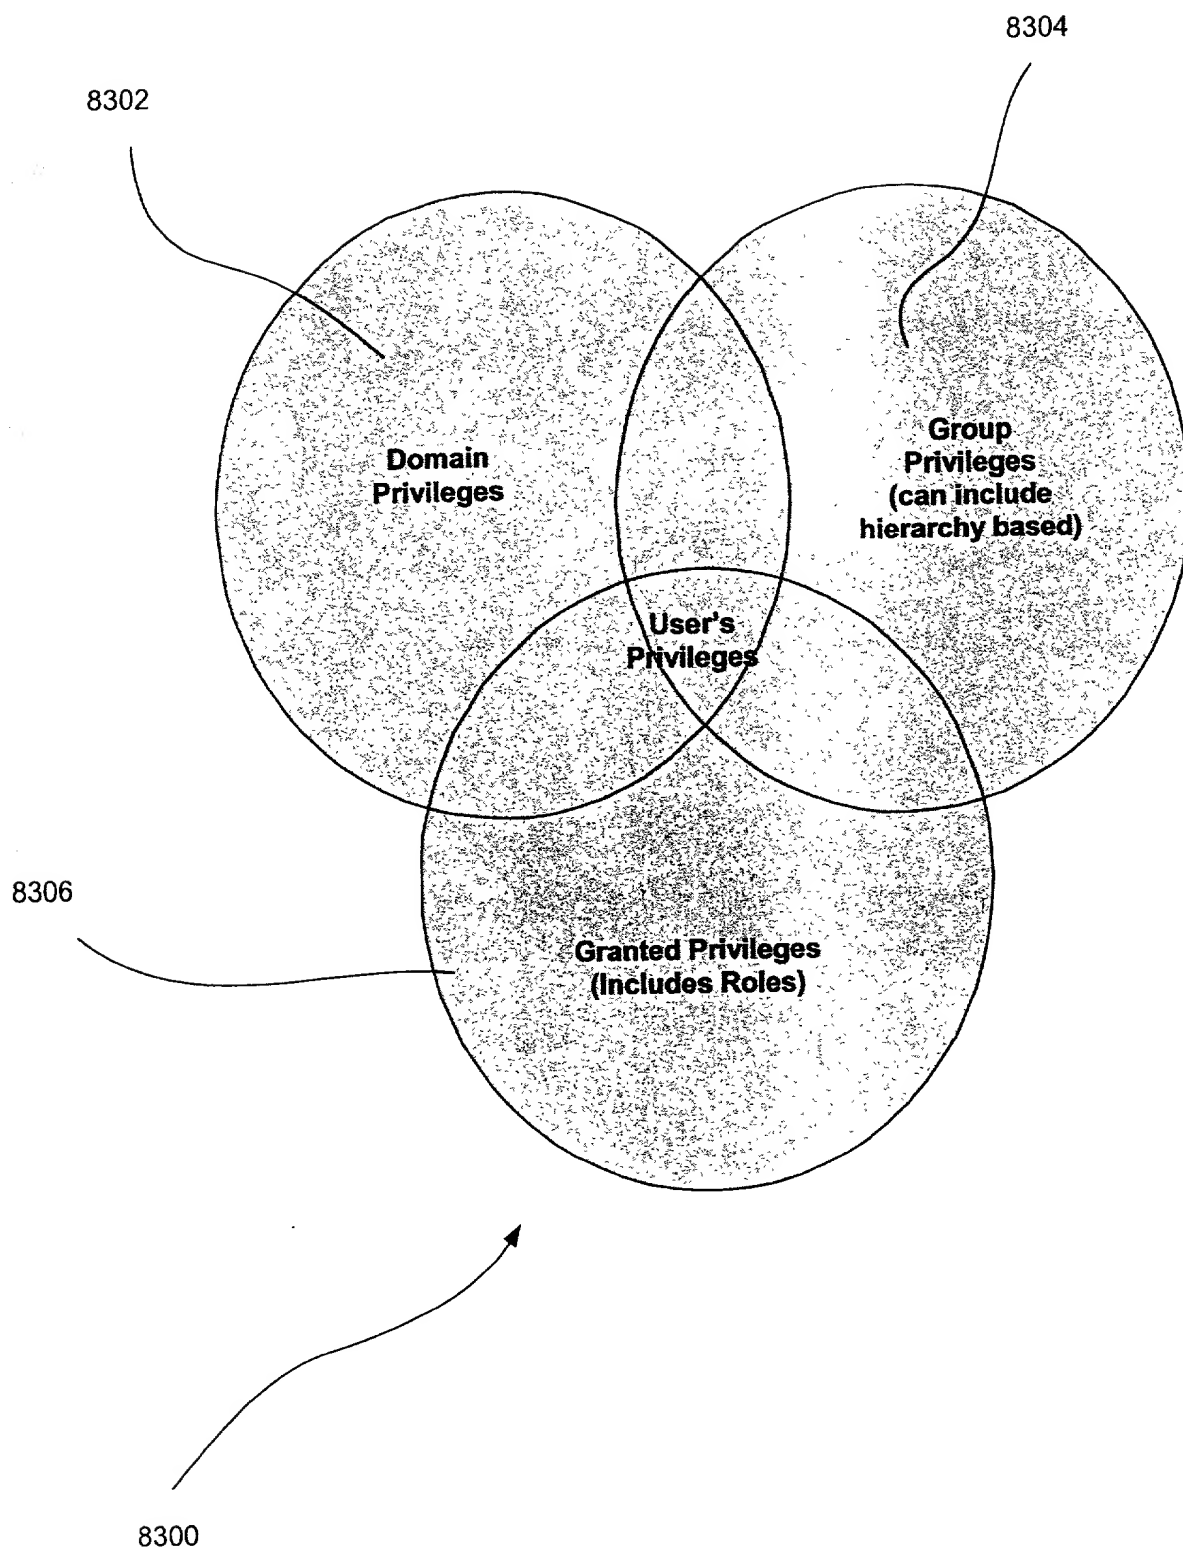 8304
8302
Domain
Privileges
Group
Privileges
(can include
hierarchy based)
User's
Privileges
8306
Granted Privileges
(Includes Roles)
8300